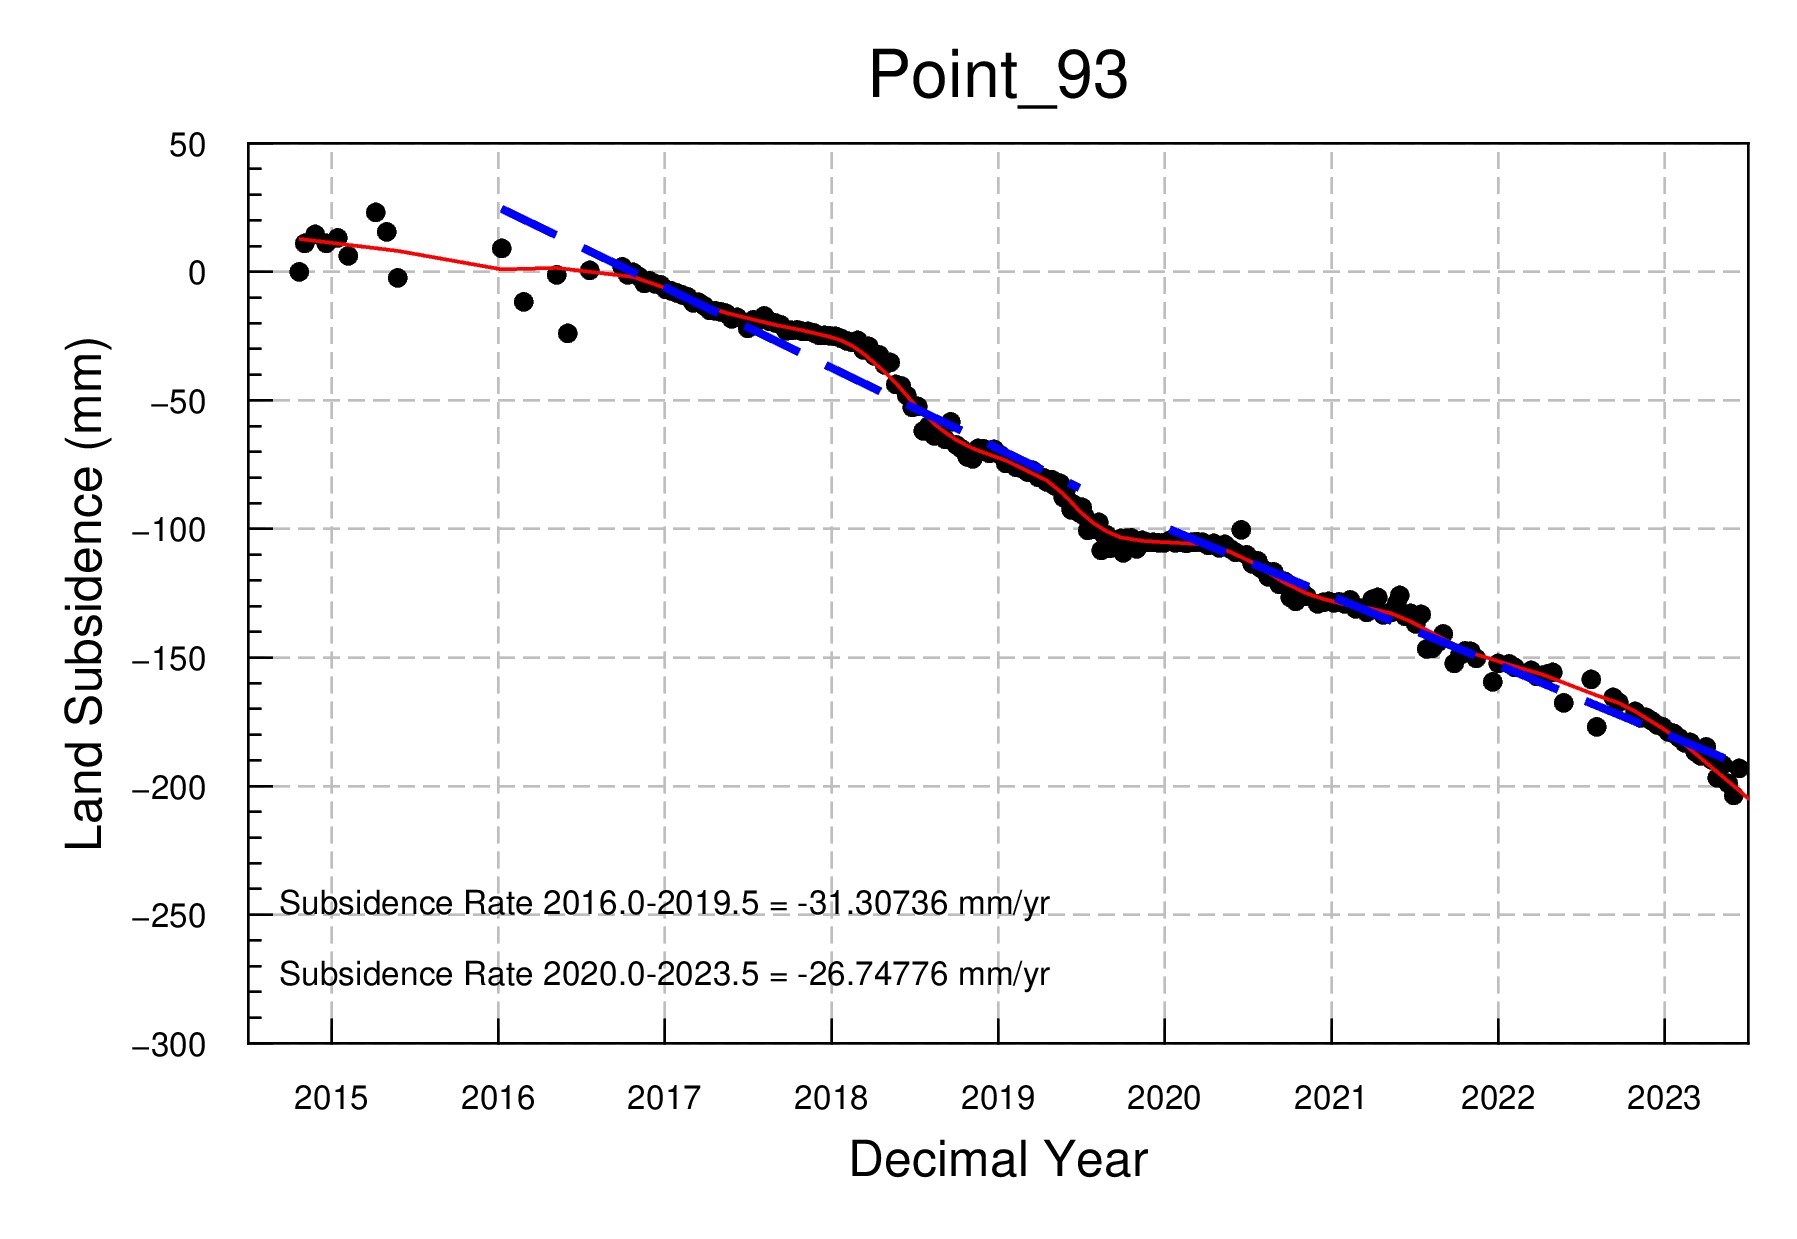 Point_93
50
0
−50
−100
−150
−200
−250
−300
Land Subsidence (mm)
Subsidence Rate 2016.0-2019.5 = -31.30736 mm/yr
Subsidence Rate 2020.0-2023.5 = -26.74776 mm/yr
2015 2016 2017 2018 2019 2020 2021 2022 2023
Decimal Year